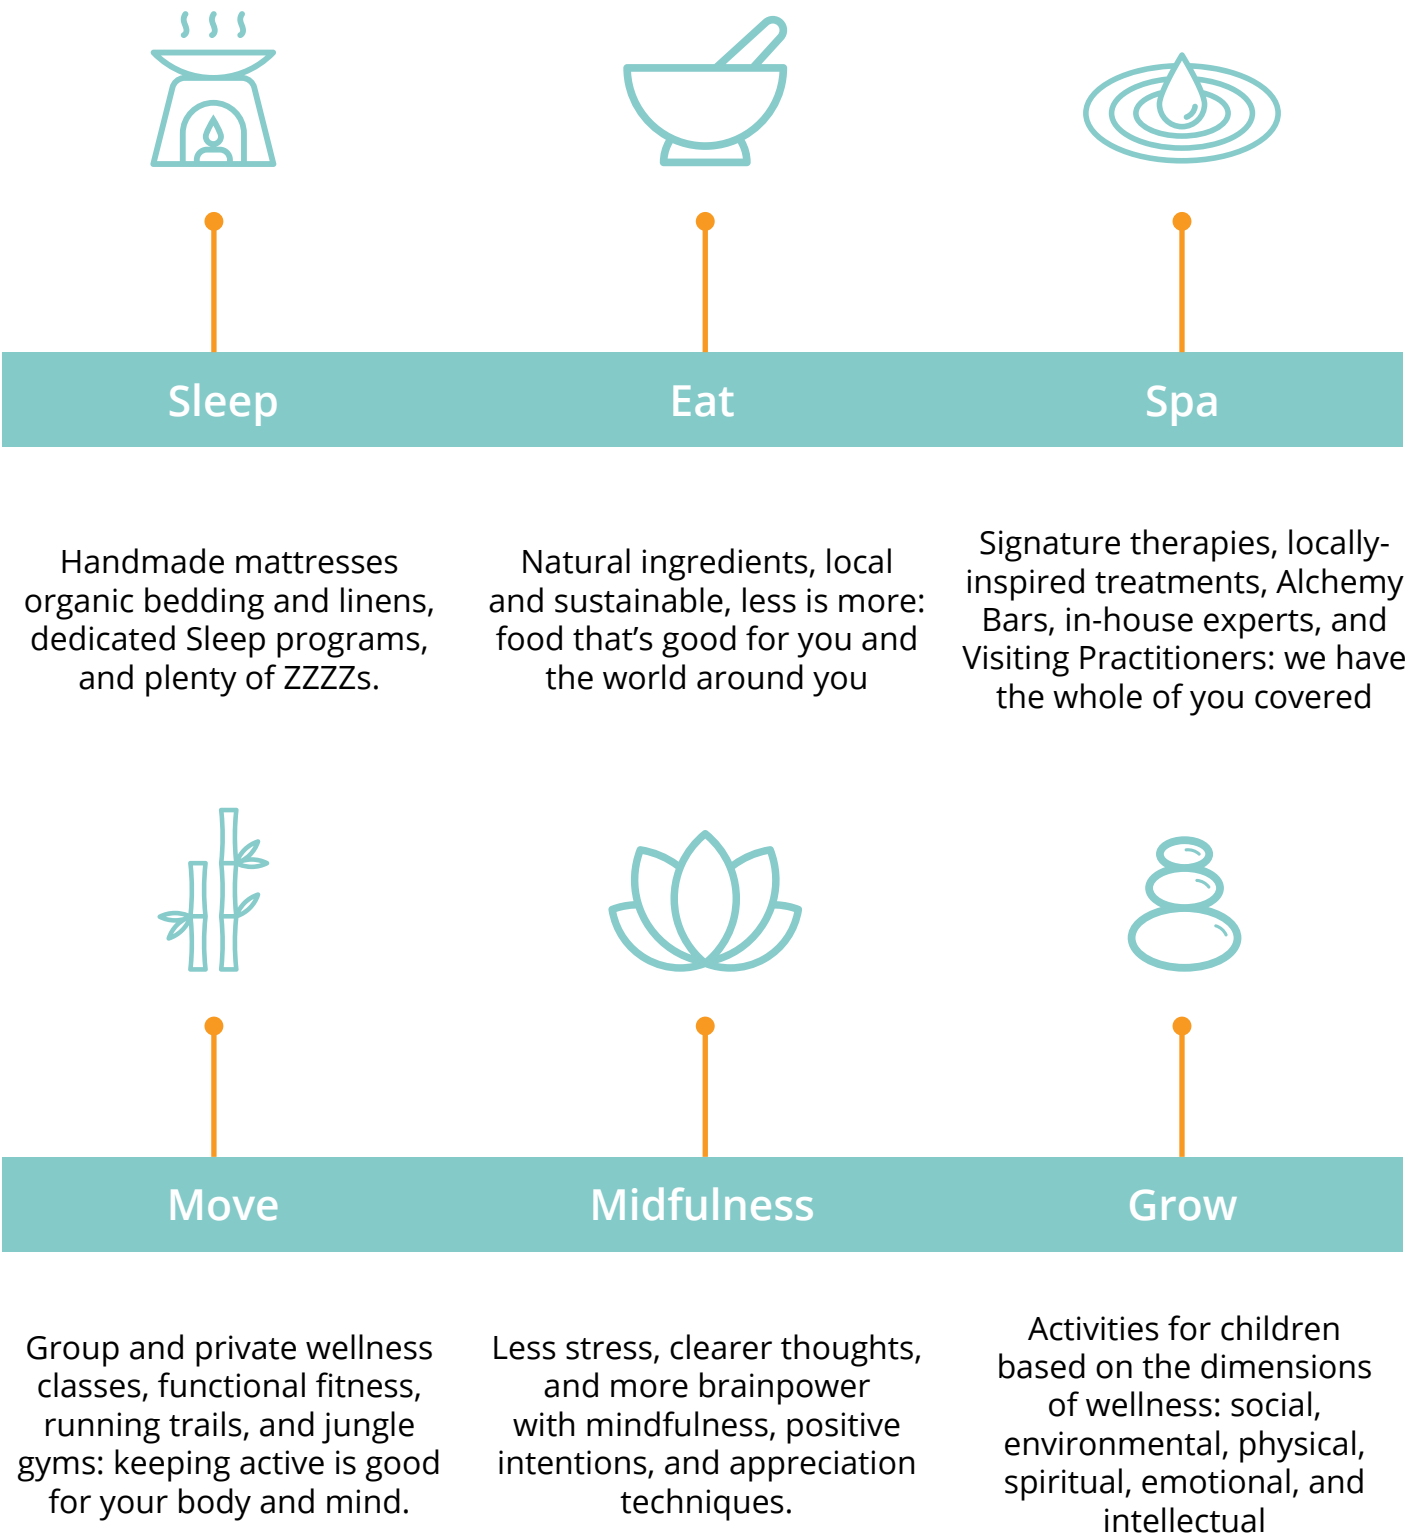 Sleep
Eat
Spa
Handmade mattresses
organic bedding and linens,
dedicated Sleep programs,
and plenty of ZZZZs.
Natural ingredients, local
and sustainable, less is more:
food that’s good for you and
the world around you
Signature therapies, locally-
inspired treatments, Alchemy
Bars, in-house experts, and
Visiting Practitioners: we have
the whole of you covered
Move
Midfulness
Grow
Group and private wellness
classes, functional fitness,
running trails, and jungle
gyms: keeping active is good
for your body and mind.
Less stress, clearer thoughts,
and more brainpower
with mindfulness, positive
intentions, and appreciation
techniques.
Activities for children
based on the dimensions
of wellness: social,
environmental, physical,
spiritual, emotional, and
intellectual